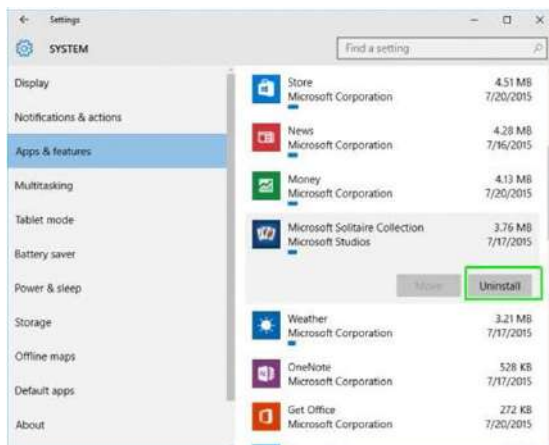 Settings
SYSTEM
Find a setting
Display
Notifications & actions
Apps & features
Multitasking
Tablet mode
Battery saver
Power & sleep
Storage
Offline maps
Default apps
About
Store 4.51 MB
Microsoft Corporation 7/20/2015
News 4.28 MB
Microsoft Corporation 7/16/2015
Money 4.13 MB
Microsoft Corporation 7/20/2015
Microsoft Solitaire Collection 3.76 MB
Microsoft Studios 7/17/2015
Move Uninstall
Weather 3.21 MB
Microsoft Corporation 7/17/2015
OneNote 528 KB
Microsoft Corporation 7/17/2015
Get Office 272 KB
Microsoft Corporation 7/20/2015